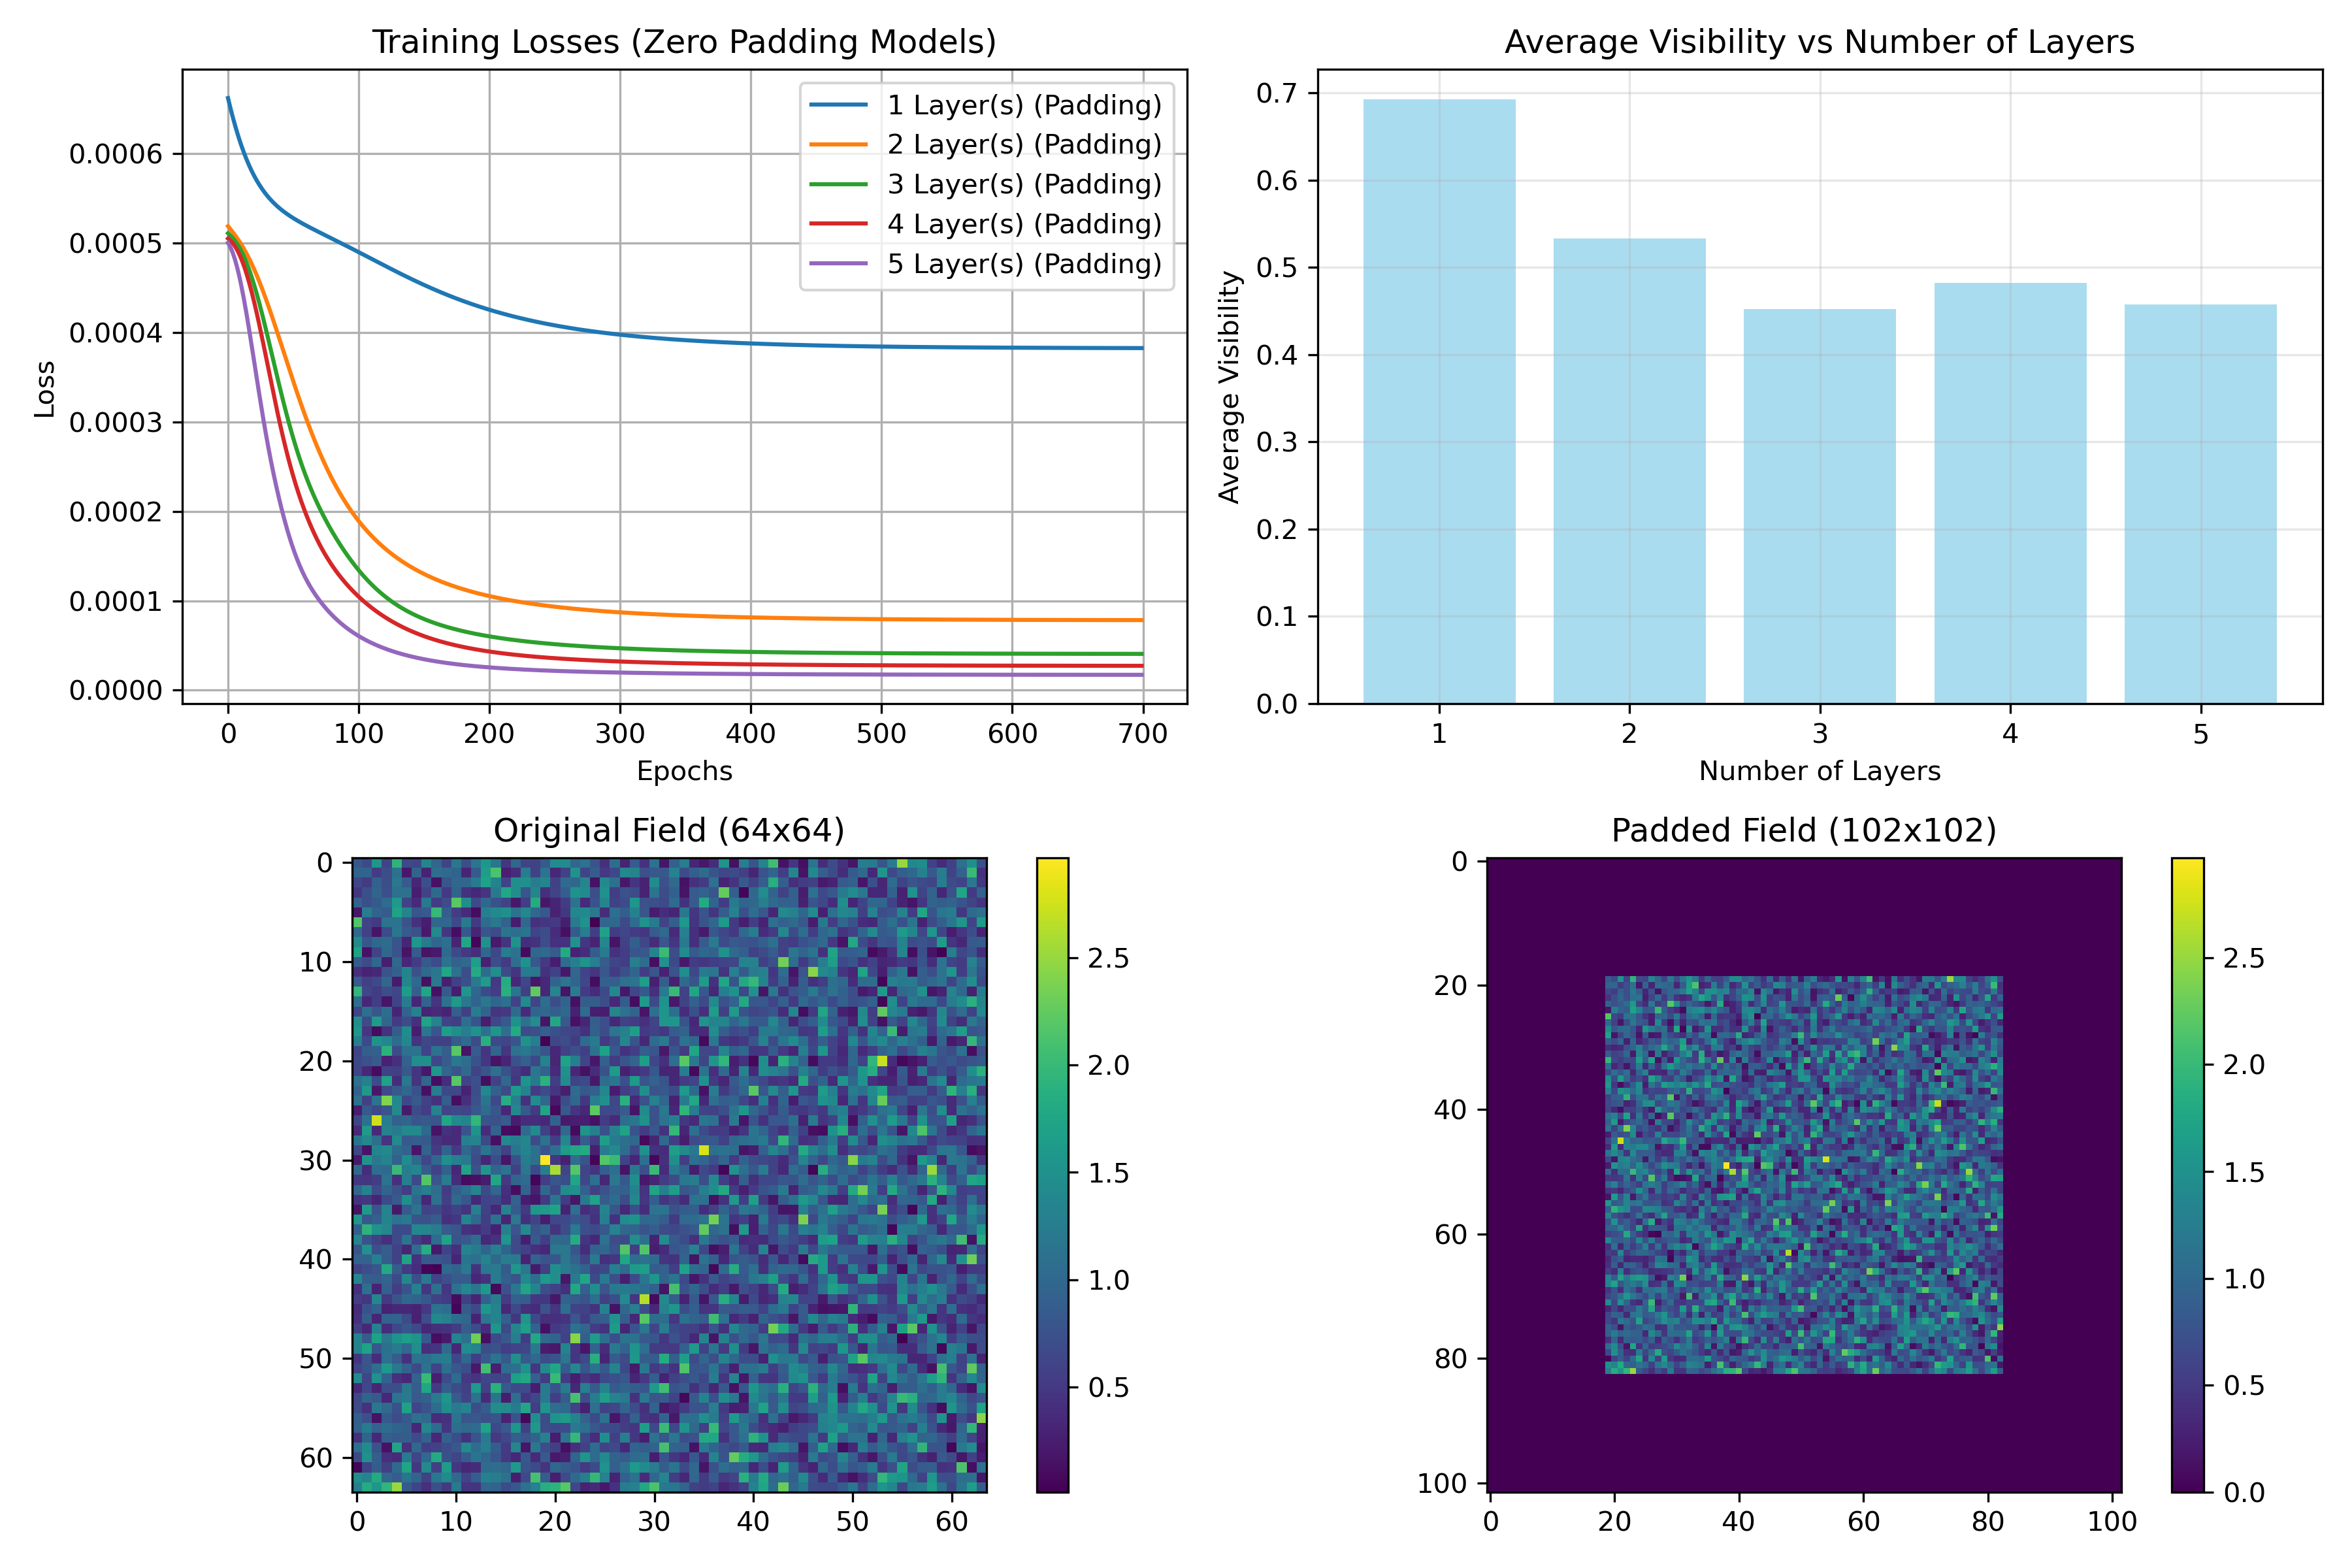 Training Losses (Zero Padding Models)
Loss
0.0006
0.0005
0.0004
0.0003
0.0002
0.0001
0.0000
1 Layer(s) (Padding)
2 Layer(s) (Padding)
3 Layer(s) (Padding)
4 Layer(s) (Padding)
5 Layer(s) (Padding)
0 100 200 300 400 500 600 700
Epochs
Average Visibility vs Number of Layers
Average Visibility
0.7
0.6
0.5
0.4
0.3
0.2
0.1
0.0
1 2 3 4 5
Number of Layers
Original Field (64x64)
0
10
20
30
40
50
60
0 10 20 30 40 50 60
2.5
2.0
1.5
1.0
0.5
Padded Field (102x102)
0
20
40
60
80
100
0 20 40 60 80 100
2.5
2.0
1.5
1.0
0.5
0.0